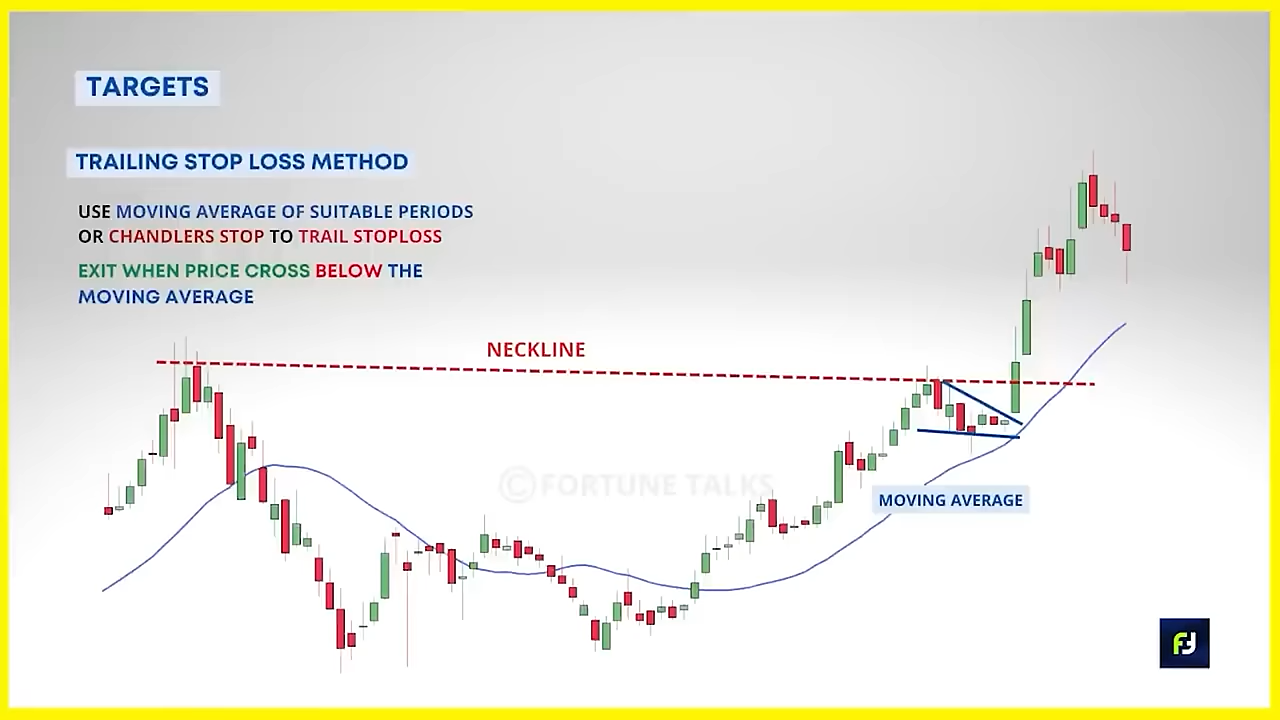 TARGETS
TRAILING STOP LOSS METHOD
USE MOVING AVERAGE OF SUITABLE PERIODS
OR CHANDLERS STOP TO TRAIL STOPLOSS
EXIT WHEN PRICE CROSS BELOW THE
MOVING AVERAGE
NECKLINE
©FORTUNE TALKS
MOVING AVERAGE